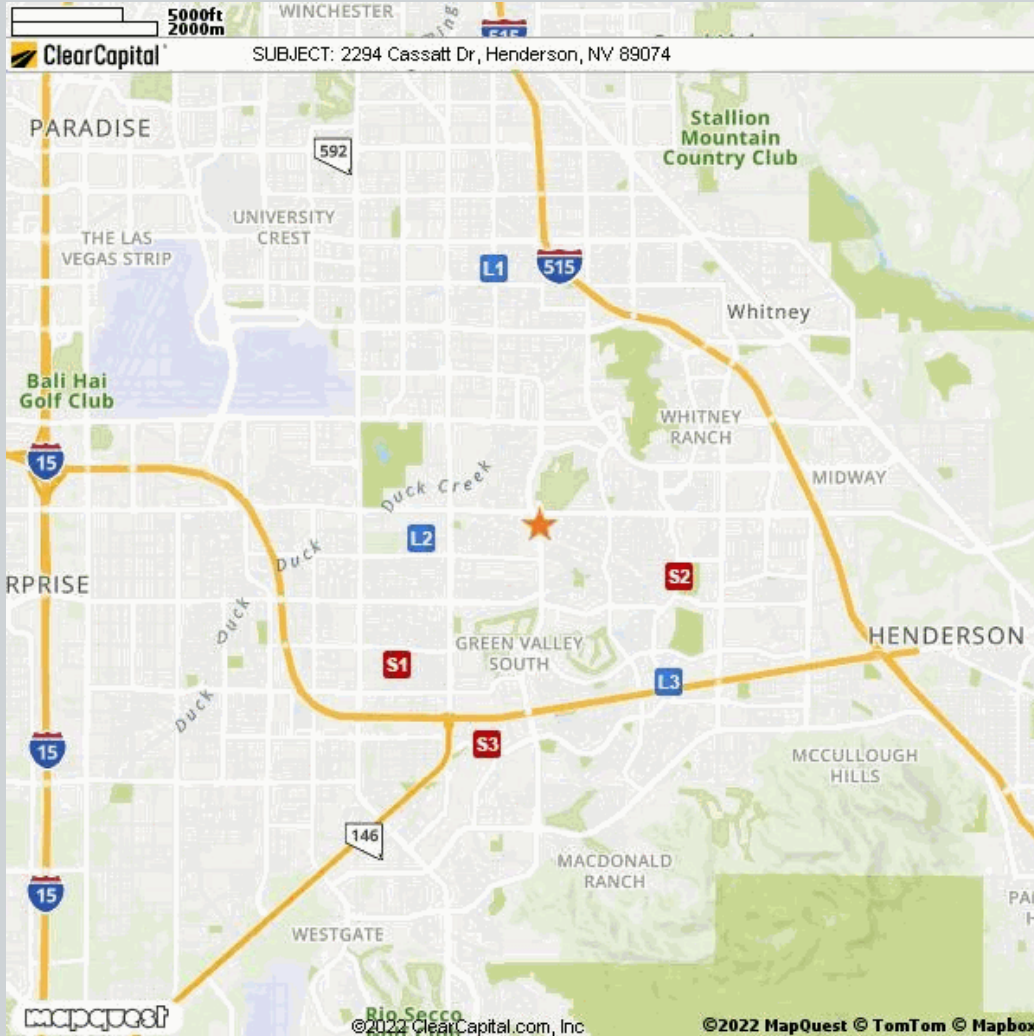 WINCHESTER
5000ft
2000m
515
ClearCapital
SUBJECT: 2294 Cassatt Dr, Henderson, NV 89074
PARADISE
592
Stallion
Mountain
Country Club
UNIVERSITY
CREST
THE LAS
VEGAS STRIP
L1
515
Whitney
Bali Hai
Golf Club
WHITNEY
RANCH
15
MIDWAY
Duck Creek
L2
Duck
S2
RPRISE
Duck
HENDERSON
GREEN VALLEY
SOUTH
S1
L3
Duck
S3
15
MCCULLOUGH
HILLS
146
MACDONALD
RANCH
15
WESTGATE
mapquest
Rio Secco
©2022 ClearCapital.com, Inc
©2022 MapQuest © TomTom © Mapbox